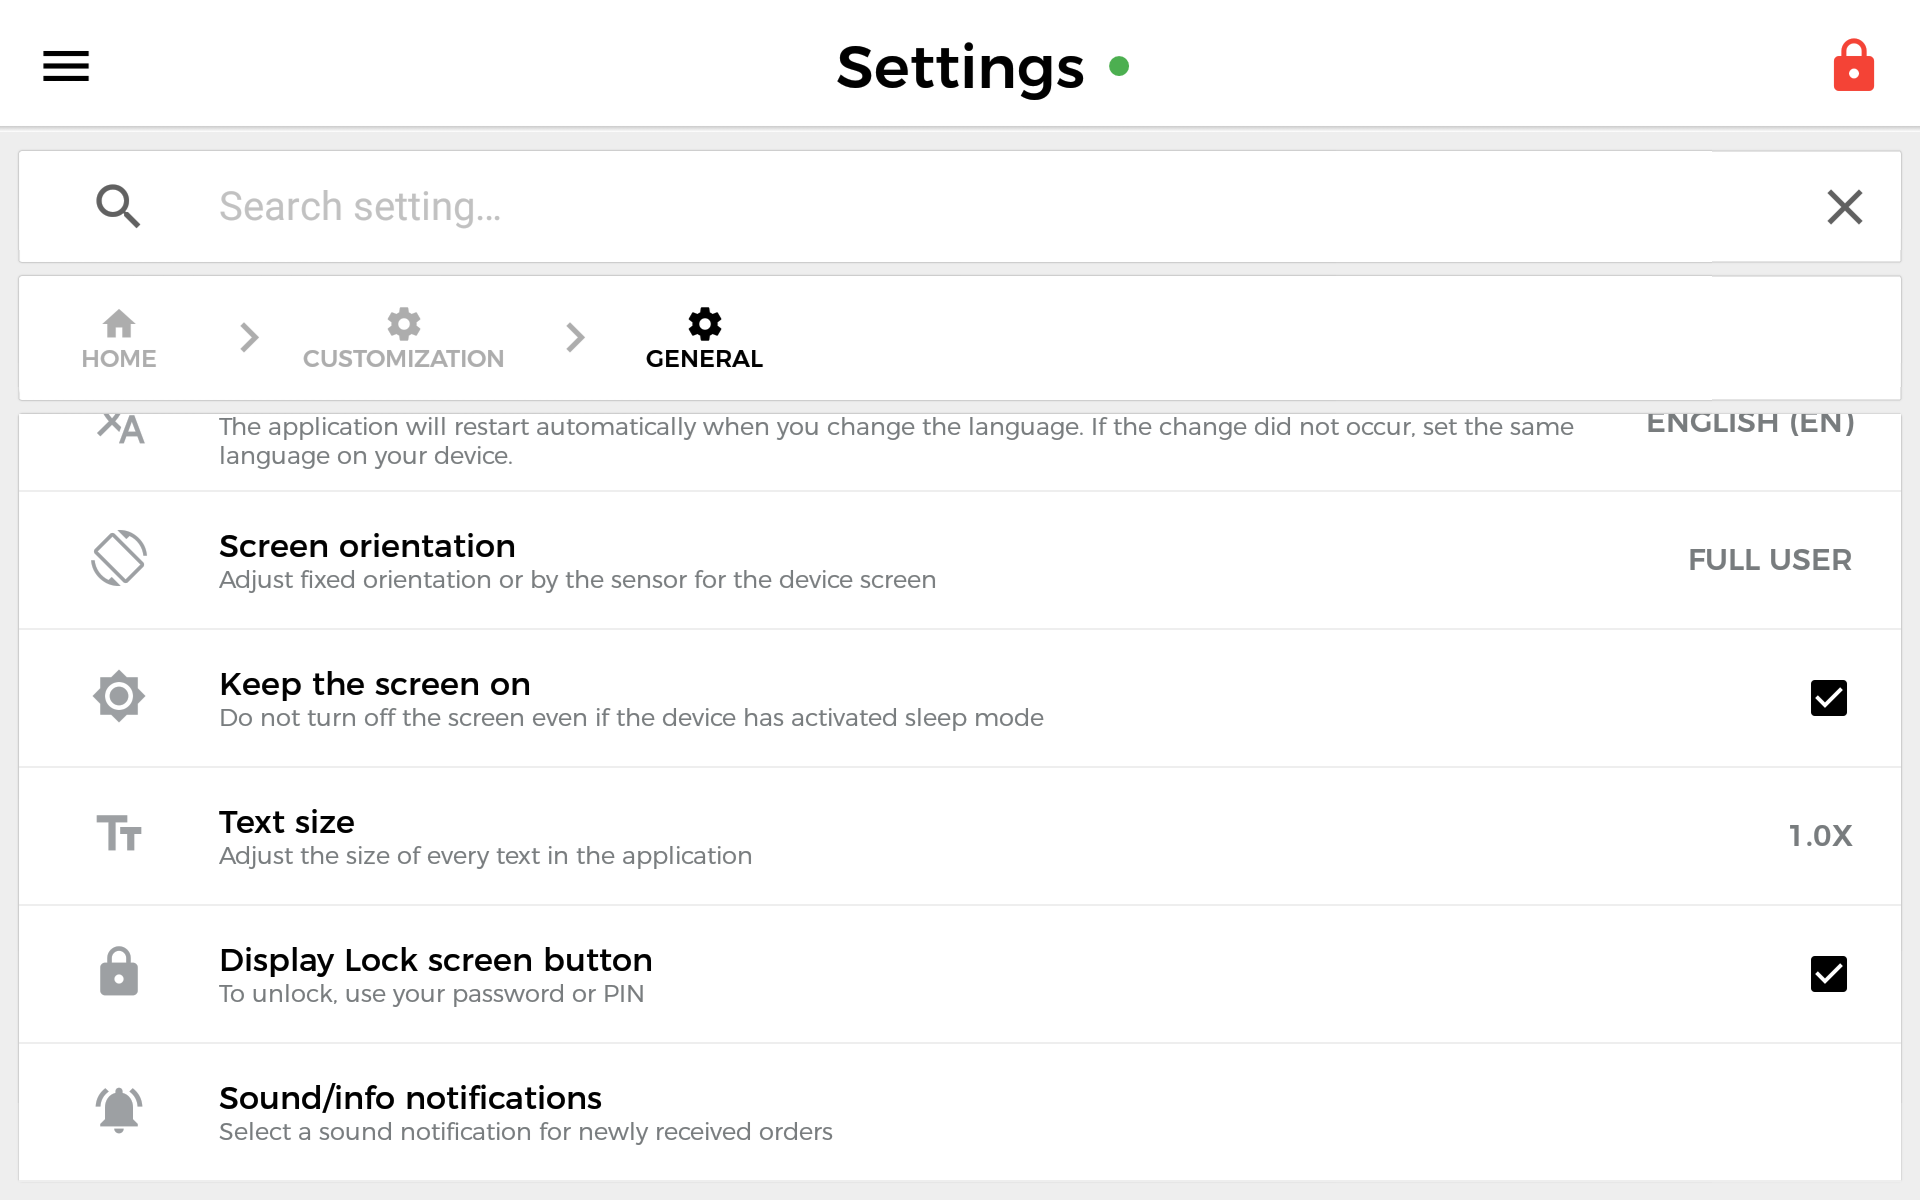 Settings
Search setting...
HOME
CUSTOMIZATION
GENERAL
The application will restart automatically when you change the language. If the change did not occur, set the same
language on your device.
ENGLISH (EN)
Screen orientation
Adjust fixed orientation or by the sensor for the device screen
FULL USER
Keep the screen on
Do not turn off the screen even if the device has activated sleep mode
Text size
Adjust the size of every text in the application
1.0X
Display Lock screen button
To unlock, use your password or PIN
Sound/info notifications
Select a sound notification for newly received orders